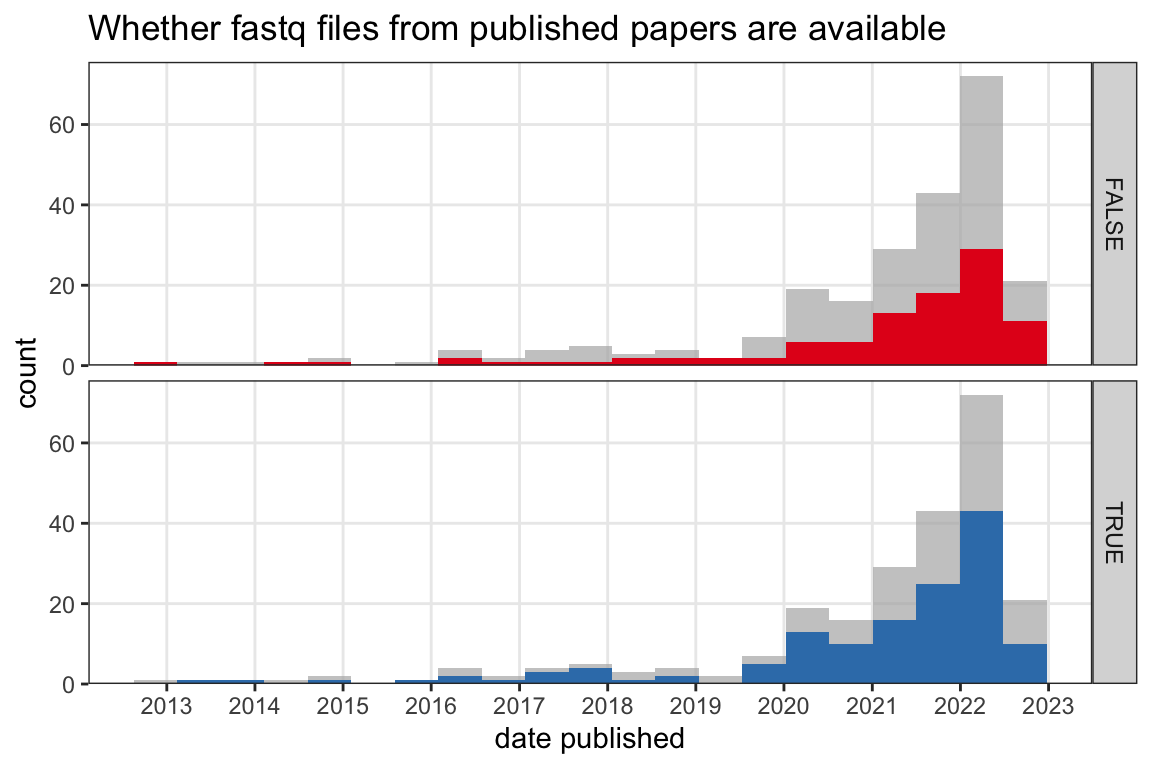 Whether fastq files from published papers are available
60
40
20
0
FALSE
count
60
40
20
0
TRUE
2013 2014 2015 2016 2017 2018 2019 2020 2021 2022 2023
date published